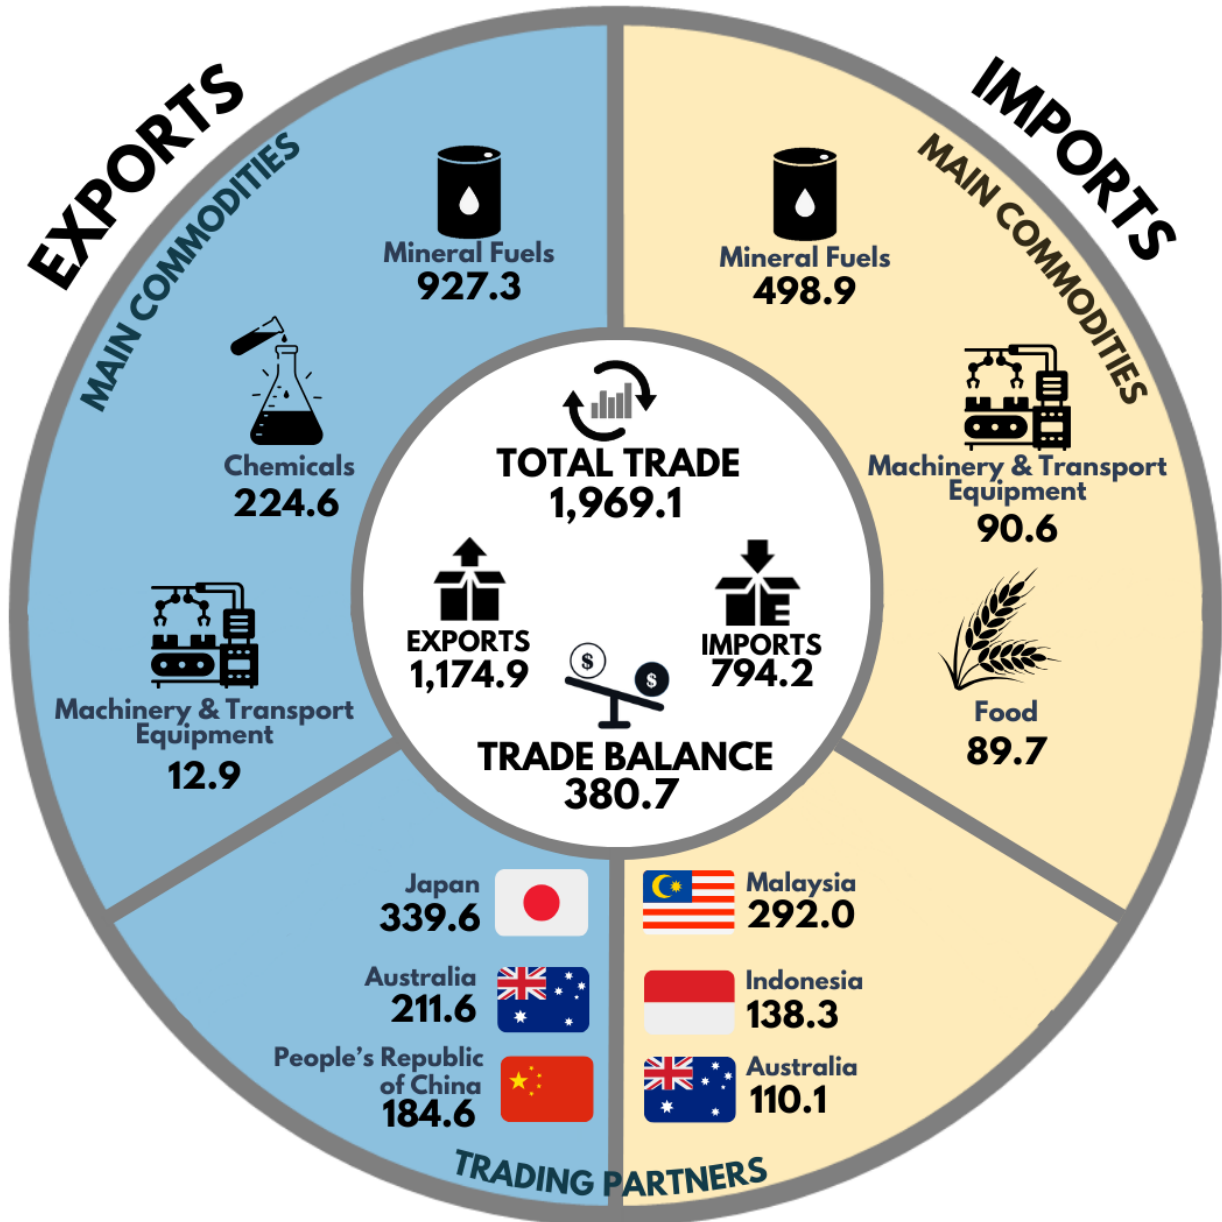 EXPORTS
MAIN COMMODITIES
Mineral Fuels
927.3
Chemicals
224.6
Machinery & Transport
Equipment
12.9
IMPORTS
MAIN COMMODITIES
Mineral Fuels
498.9
Machinery & Transport
Equipment
90.6
Food
89.7
TOTAL TRADE
1,969.1
EXPORTS
1,174.9
IMPORTS
794.2
$
$
TRADE BALANCE
380.7
Japan
339.6
Australia
211.6
People's Republic
of China
184.6
Malaysia
292.0
Indonesia
138.3
Australia
110.1
TRADING PARTNERS